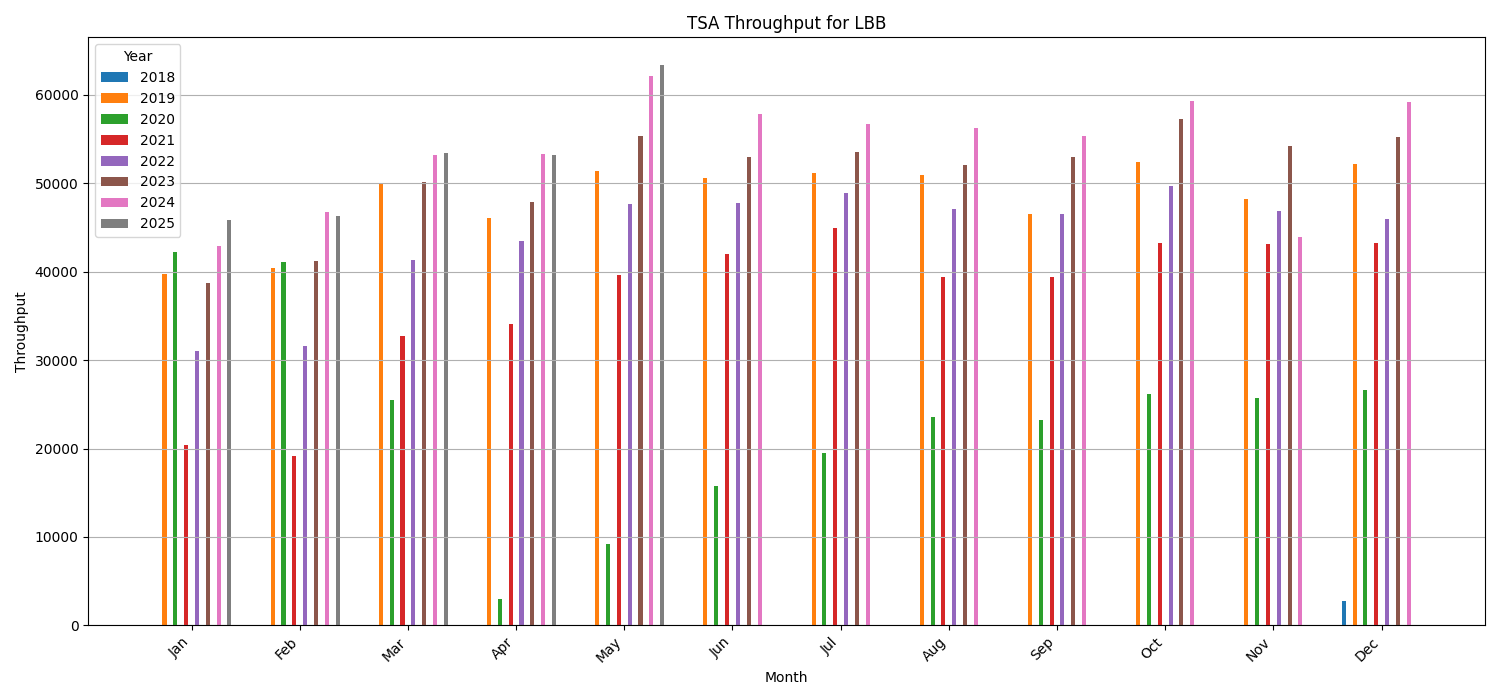 TSA Throughput for LBB
Year
2018
2019
2020
2021
2022
2023
2024
2025
60000
50000
40000
30000
20000
10000
0
Throughput
Jan
Feb
Mar
Apr
May
Jun
Jul
Aug
Sep
Oct
Nov
Dec
Month